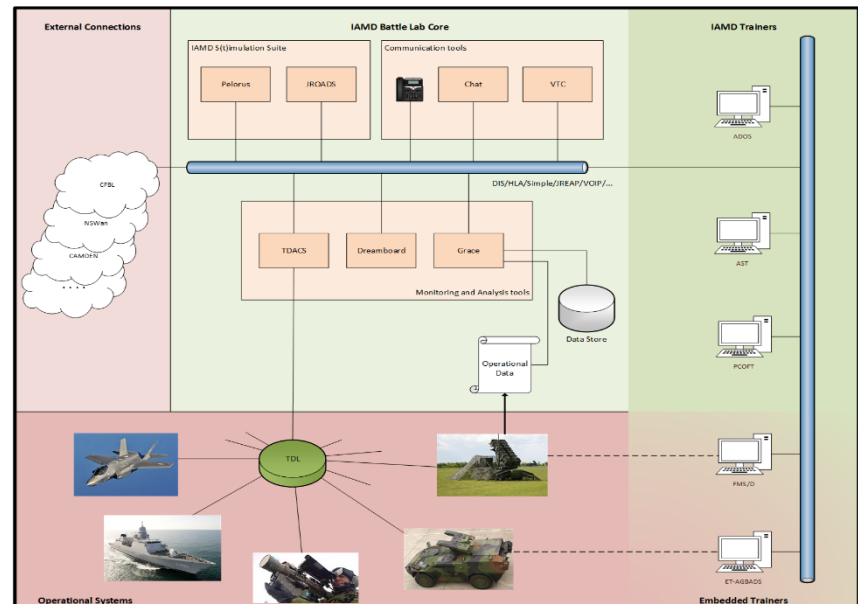 External Connections
IAMD Battle Lab Core
IAMD Trainers
IAMD S(t)imulation Suite
Communication tools
Pelorus
JROADS
Chat
VTC
ADOS
CFBL
NSWan
CAMDEN
. . . .
DIS/HLA/Simple/JREAP/VOIP/...
TDACS
Dreamboard
Grace
AST
Monitoring and Analysis tools
Data Store
Operational
Data
PCOFT
TDL
FMS/D
ET-AGBADS
Operational Systems
Embedded Trainers